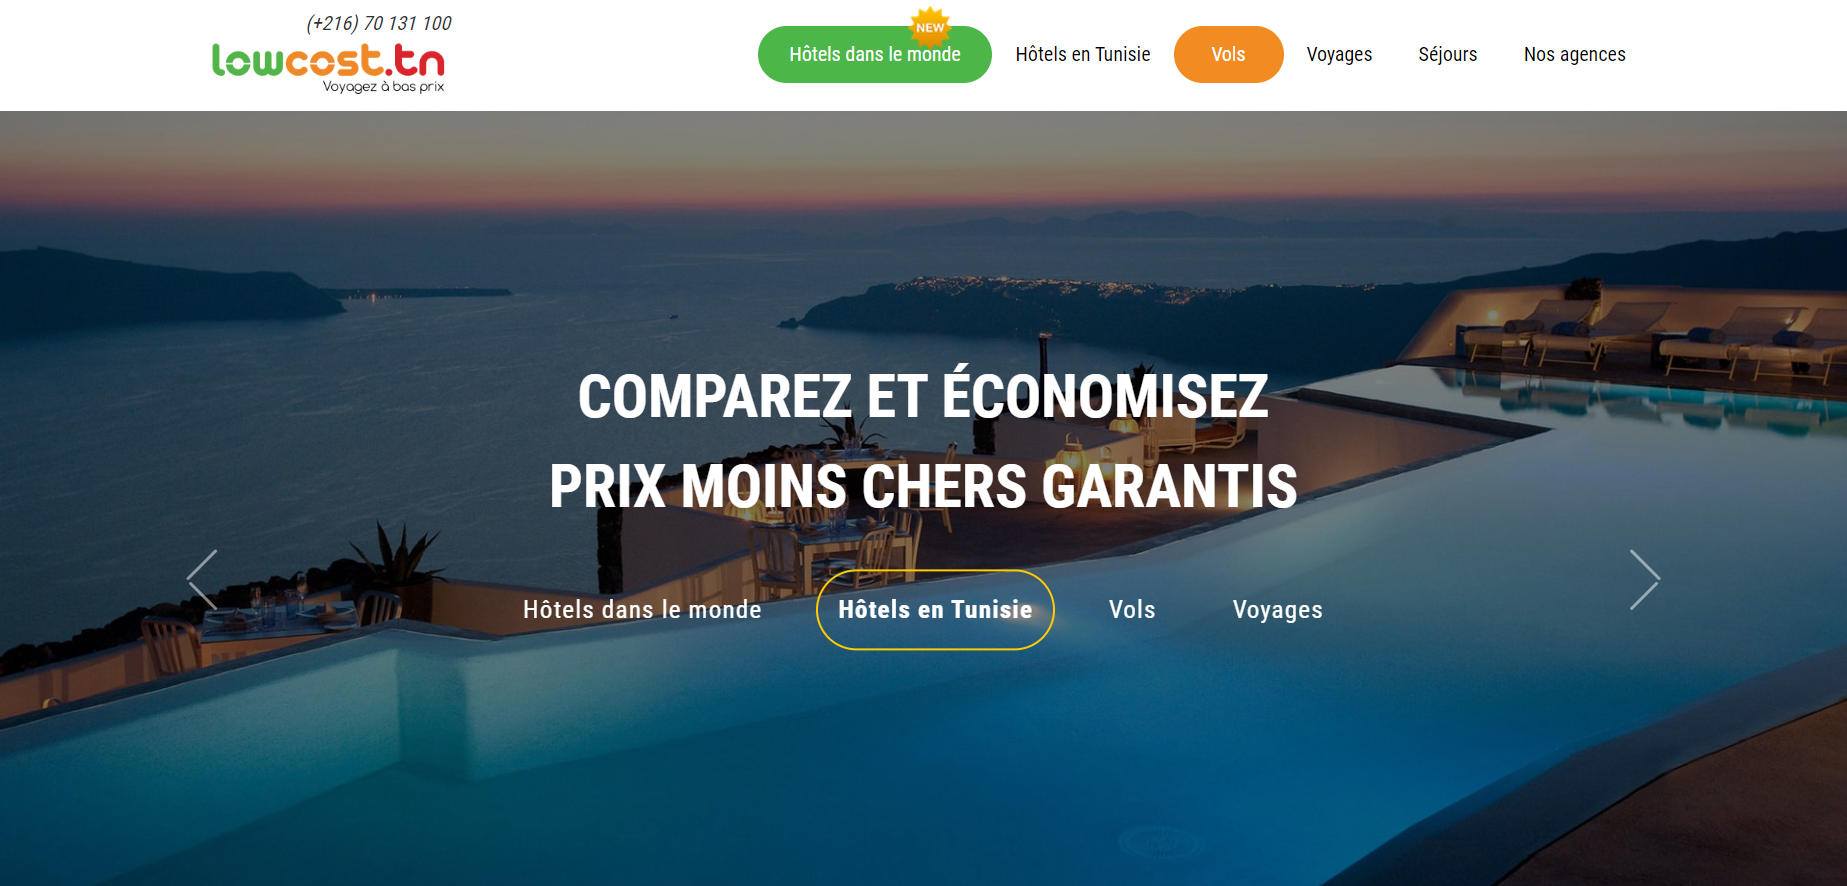 (+216) 70 131 100
lowcost.tn
Voyagez à bas prix
NEW
Hôtels dans le monde
Hôtels en Tunisie
Vols
Voyages
Séjours
Nos agences
COMPAREZ ET ÉCONOMISEZ
PRIX MOINS CHERS GARANTIS
Hôtels dans le monde
Hôtels en Tunisie
Vols
Voyages